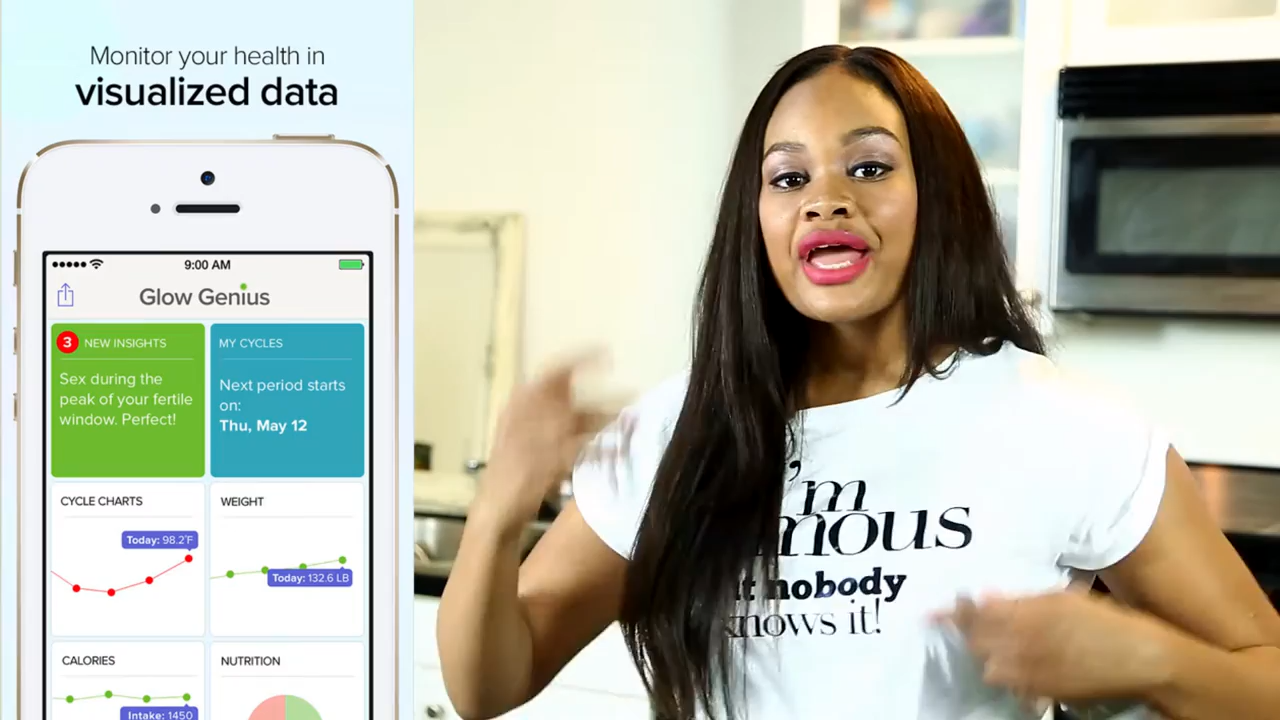 Monitor your health in
visualized data
9:00 AM
Glow Genius
3 NEW INSIGHTS
Sex during the
peak of your fertile
window. Perfect!
MY CYCLES
Next period starts
on:
Thu, May 12
CYCLE CHARTS
Today: 98.2°F
WEIGHT
Today: 132.6 LB
CALORIES
Intake: 1450
NUTRITION
'm
nobody
it!